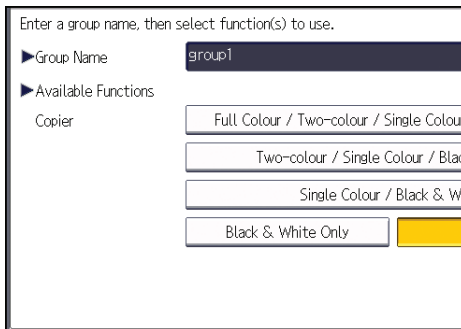 Enter a group name, then select function(s) to use.
▶Group Name group1
▶Available Functions
Copier Full Colour / Two-colour / Single Colou
Two-colour / Single Colour / Bla
Single Colour / Black & W
Black & White Only